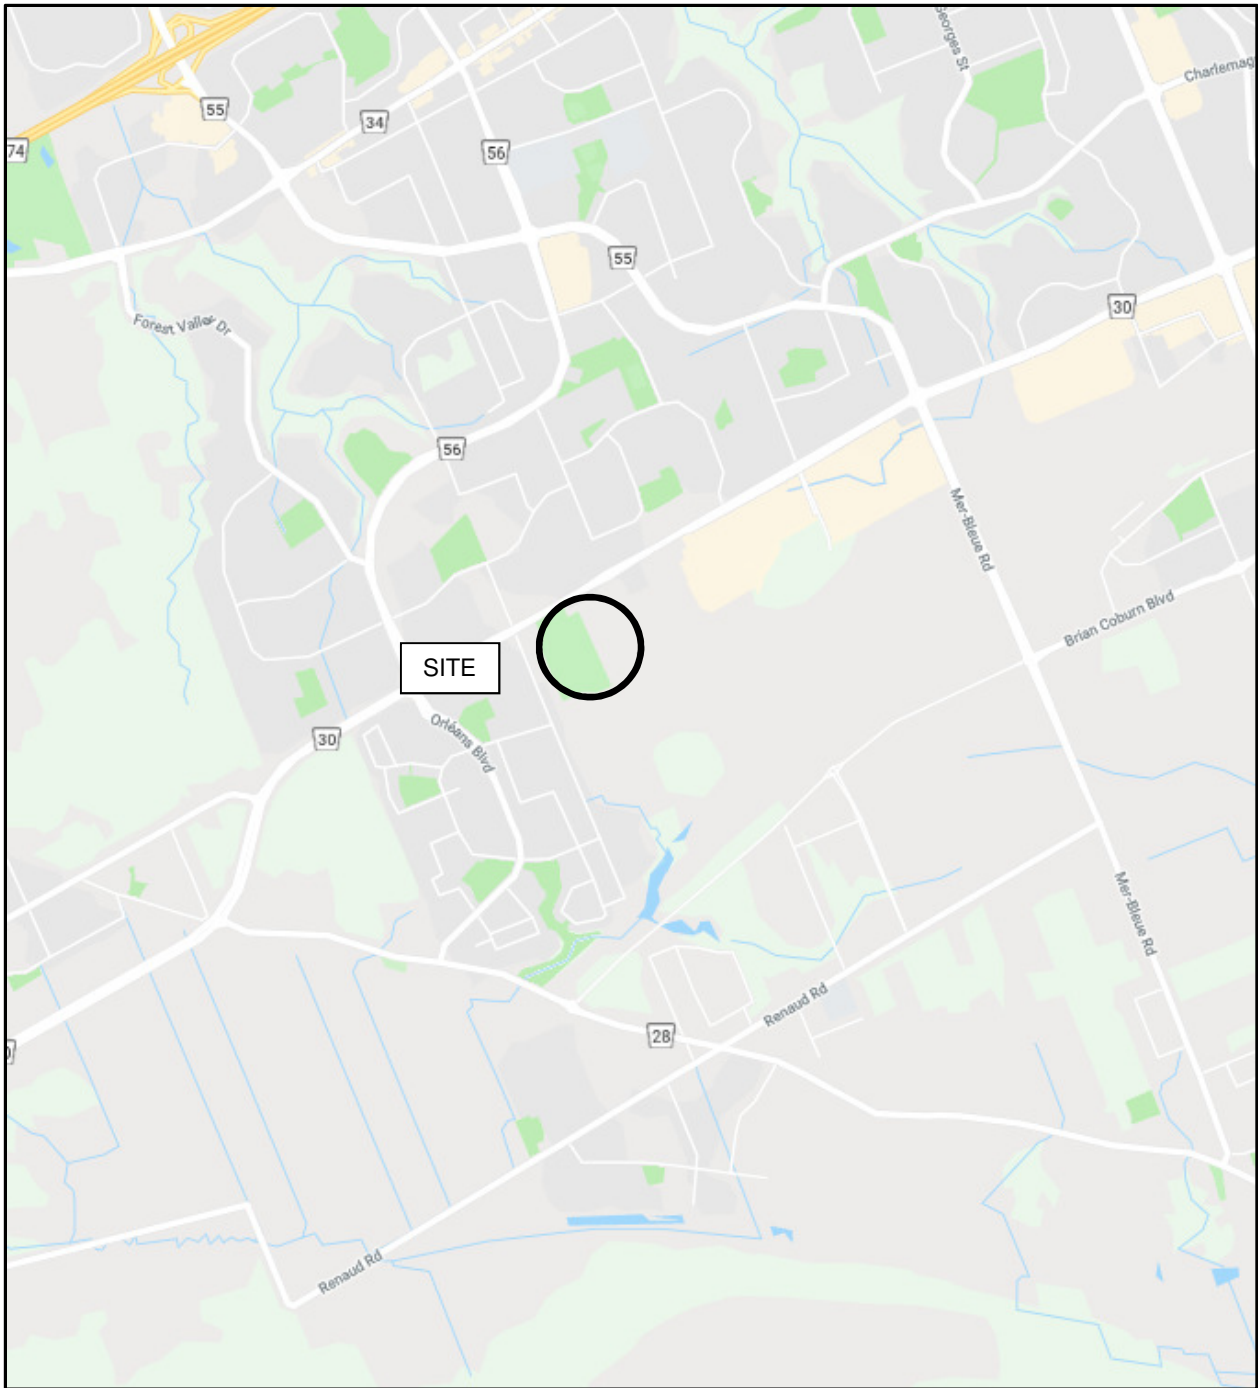 Georges St
Charlemag
55
34
74
56
55
30
Forest Valley Dr
56
Mer-Bleue Rd
Brian Coburn Blvd
SITE
Orléans Blvd
30
Mer-Bleue Rd
Renaud Rd
28
Renaud Rd